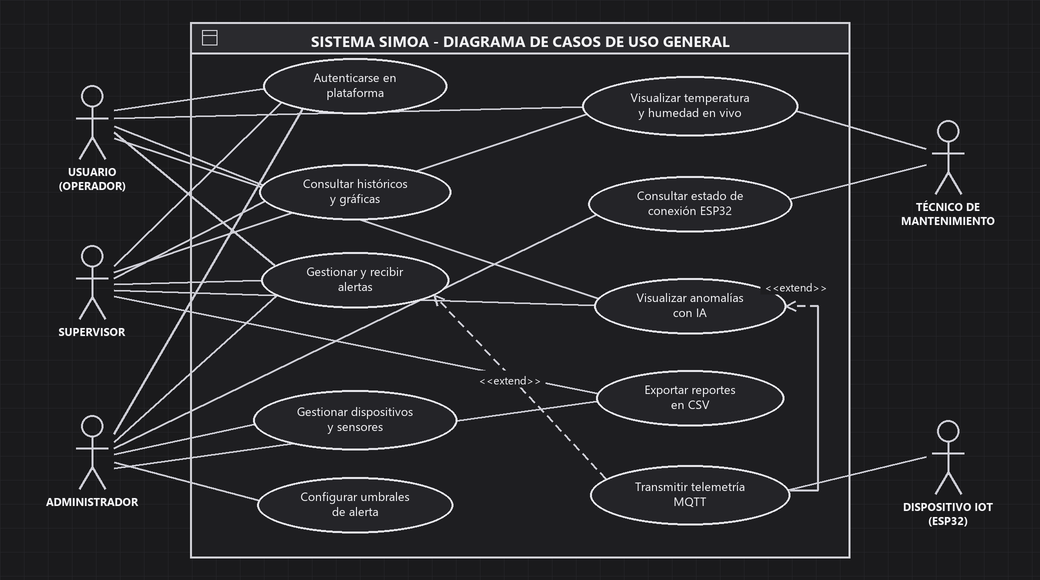 SISTEMA SIMOA - DIAGRAMA DE CASOS DE USO GENERAL
Autenticarse en
plataforma
Visualizar temperatura
y humedad en vivo
USUARIO
(OPERADOR)
Consultar históricos
y gráficas
Consultar estado de
conexión ESP32
TÉCNICO DE
MANTENIMIENTO
Gestionar y recibir
alertas
Visualizar anomalías
con IA
<<extend>>
SUPERVISOR
<<extend>>
Exportar reportes
en CSV
Gestionar dispositivos
y sensores
ADMINISTRADOR
Configurar umbrales
de alerta
Transmitir telemetría
MQTT
DISPOSITIVO IOT
(ESP32)